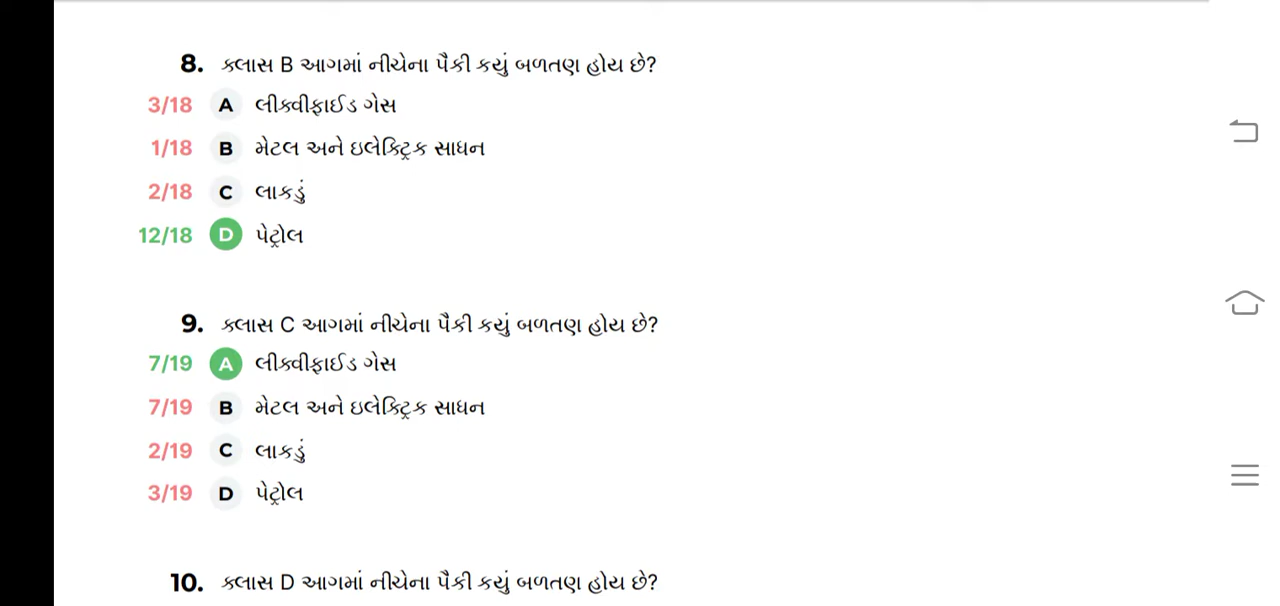 8. ક્લાસ B આગમાં નીચેના પૈકી કયું બળતણ હોય છે?
3/18 A લીક્વીફાઈડ ગેસ
1/18 B મેટલ અને ઇલેક્ટ્રિક સાધન
2/18 C લાકડું
12/18 D પેટ્રોલ
9. ક્લાસ C આગમાં નીચેના પૈકી કયું બળતણ હોય છે?
7/19 A લીક્વીફાઈડ ગેસ
7/19 B મેટલ અને ઇલેક્ટ્રિક સાધન
2/19 C લાકડું
3/19 D પેટ્રોલ
10. ક્લાસ D આગમાં નીચેના પૈકી કયું બળતણ હોય છે?